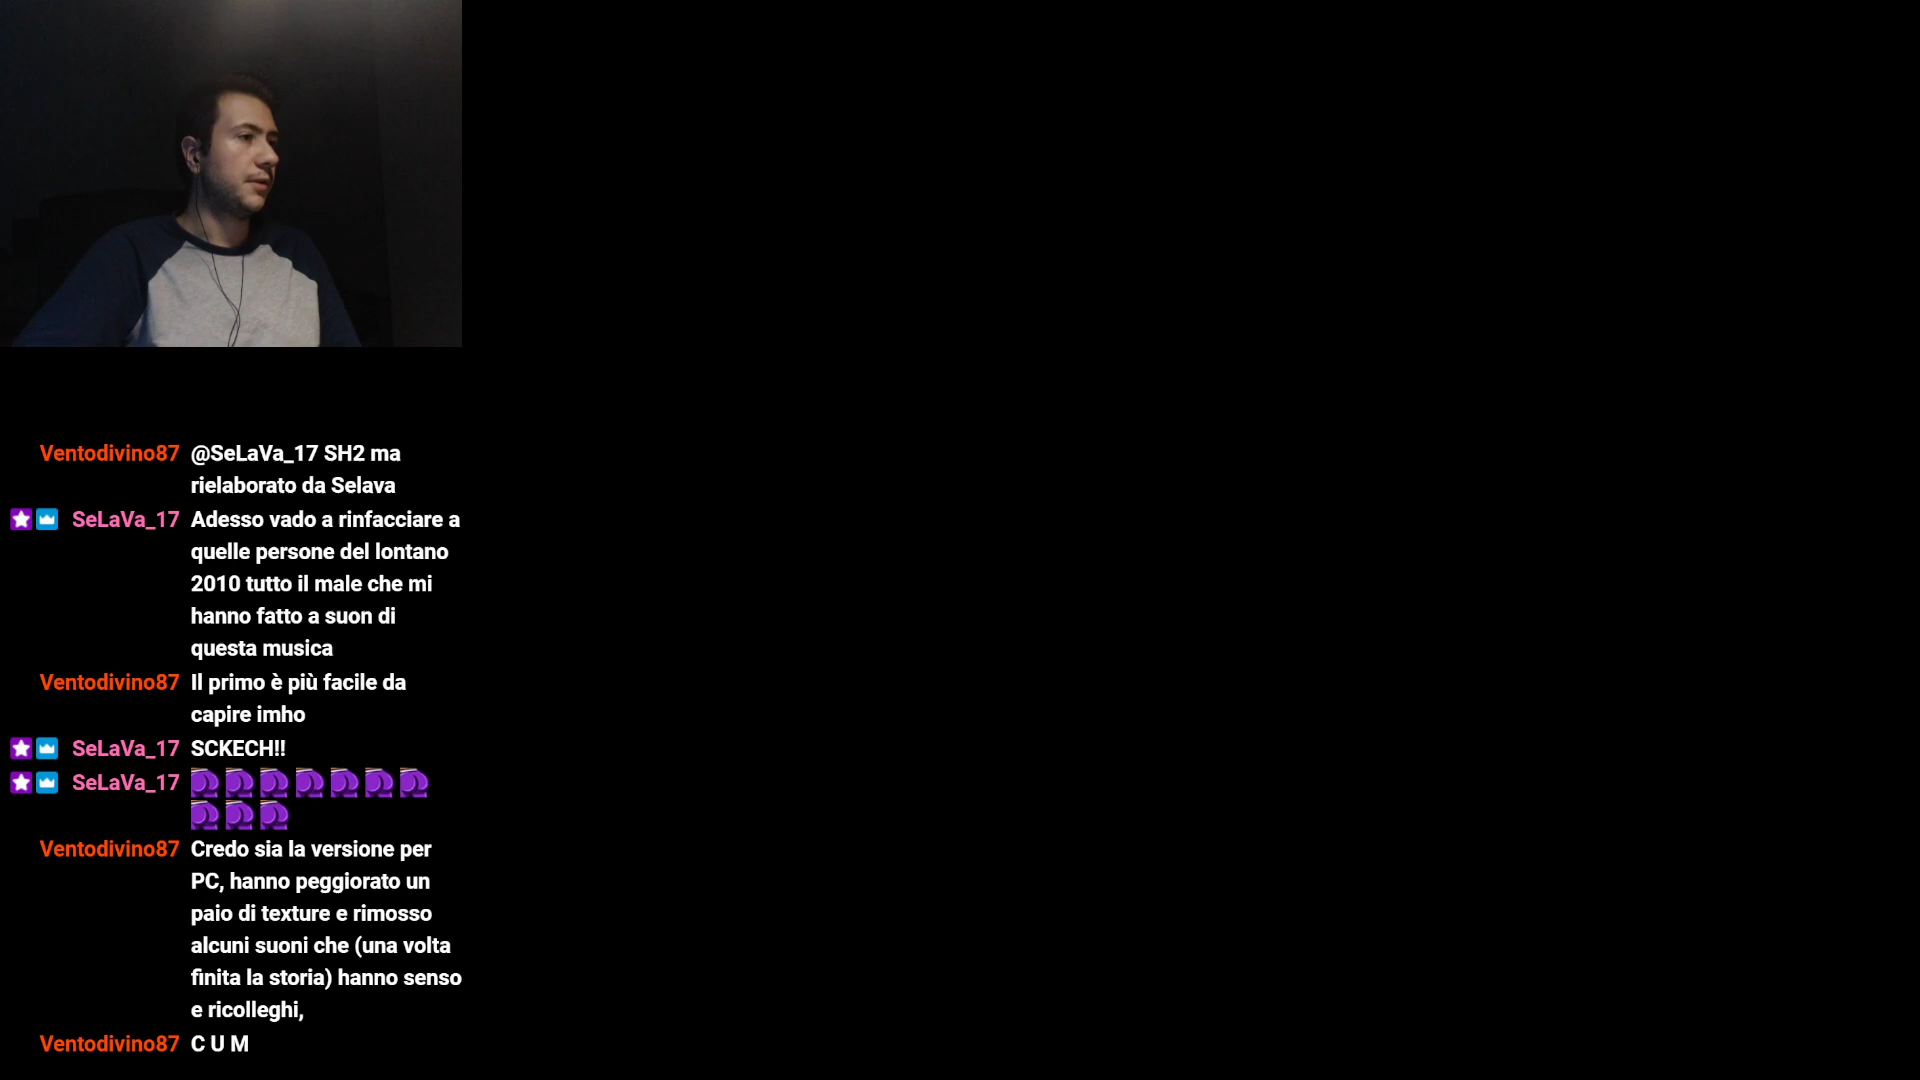 Ventodivino87 @SeLaVa_17 SH2 ma
rielaborato da Selava
SeLaVa_17 Adesso vado a rinfacciare a
quelle persone del lontano
2010 tutto il male che mi
hanno fatto a suon di
questa musica
Ventodivino87 Il primo è più facile da
capire imho
SeLaVa_17 SCKECH!!
SeLaVa_17
Ventodivino87 Credo sia la versione per
PC, hanno peggiorato un
paio di texture e rimosso
alcuni suoni che (una volta
finita la storia) hanno senso
e ricolleghi,
Ventodivino87 C U M